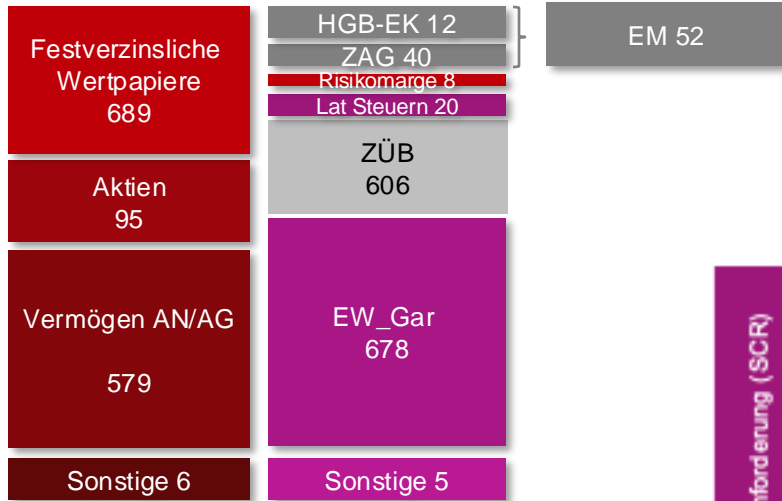 Festverzinsliche
Wertpapiere
689
Aktien
95
Vermögen AN/AG
579
Sonstige 6
HGB-EK 12
ZAG 40
Risikomarge 8
Lat Steuern 20
ZÜB
606
EW_Gar
678
Sonstige 5
EM 52
(SCR)